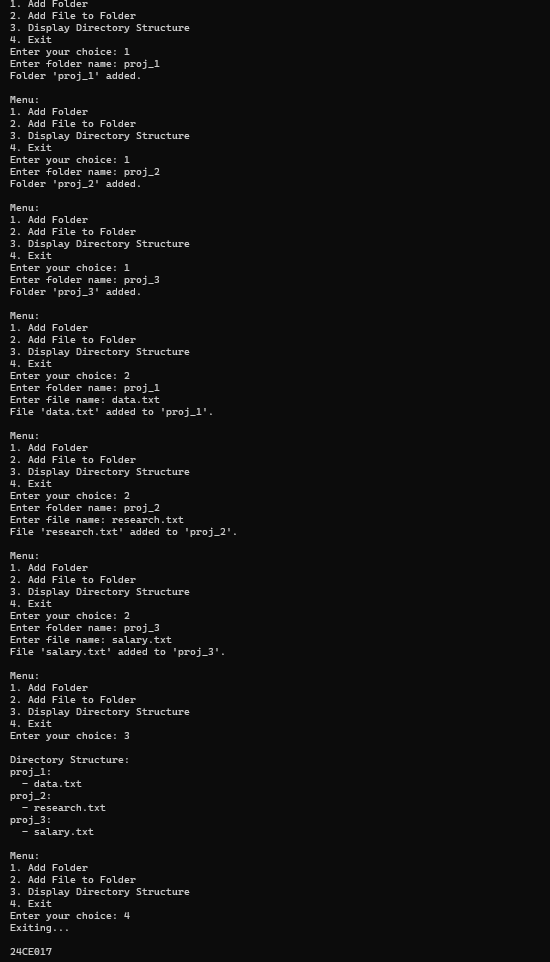 1. Add Folder
2. Add File to Folder
3. Display Directory Structure
4. Exit
Enter your choice: 1
Enter folder name: proj_1
Folder 'proj_1' added.

Menu:
1. Add Folder
2. Add File to Folder
3. Display Directory Structure
4. Exit
Enter your choice: 1
Enter folder name: proj_2
Folder 'proj_2' added.

Menu:
1. Add Folder
2. Add File to Folder
3. Display Directory Structure
4. Exit
Enter your choice: 1
Enter folder name: proj_3
Folder 'proj_3' added.

Menu:
1. Add Folder
2. Add File to Folder
3. Display Directory Structure
4. Exit
Enter your choice: 2
Enter folder name: proj_1
Enter file name: data.txt
File 'data.txt' added to 'proj_1'.

Menu:
1. Add Folder
2. Add File to Folder
3. Display Directory Structure
4. Exit
Enter your choice: 2
Enter folder name: proj_2
Enter file name: research.txt
File 'research.txt' added to 'proj_2'.

Menu:
1. Add Folder
2. Add File to Folder
3. Display Directory Structure
4. Exit
Enter your choice: 2
Enter folder name: proj_3
Enter file name: salary.txt
File 'salary.txt' added to 'proj_3'.

Menu:
1. Add Folder
2. Add File to Folder
3. Display Directory Structure
4. Exit
Enter your choice: 3

Directory Structure:
proj_1:
  - data.txt
proj_2:
  - research.txt
proj_3:
  - salary.txt

Menu:
1. Add Folder
2. Add File to Folder
3. Display Directory Structure
4. Exit
Enter your choice: 4
Exiting...

24CE017